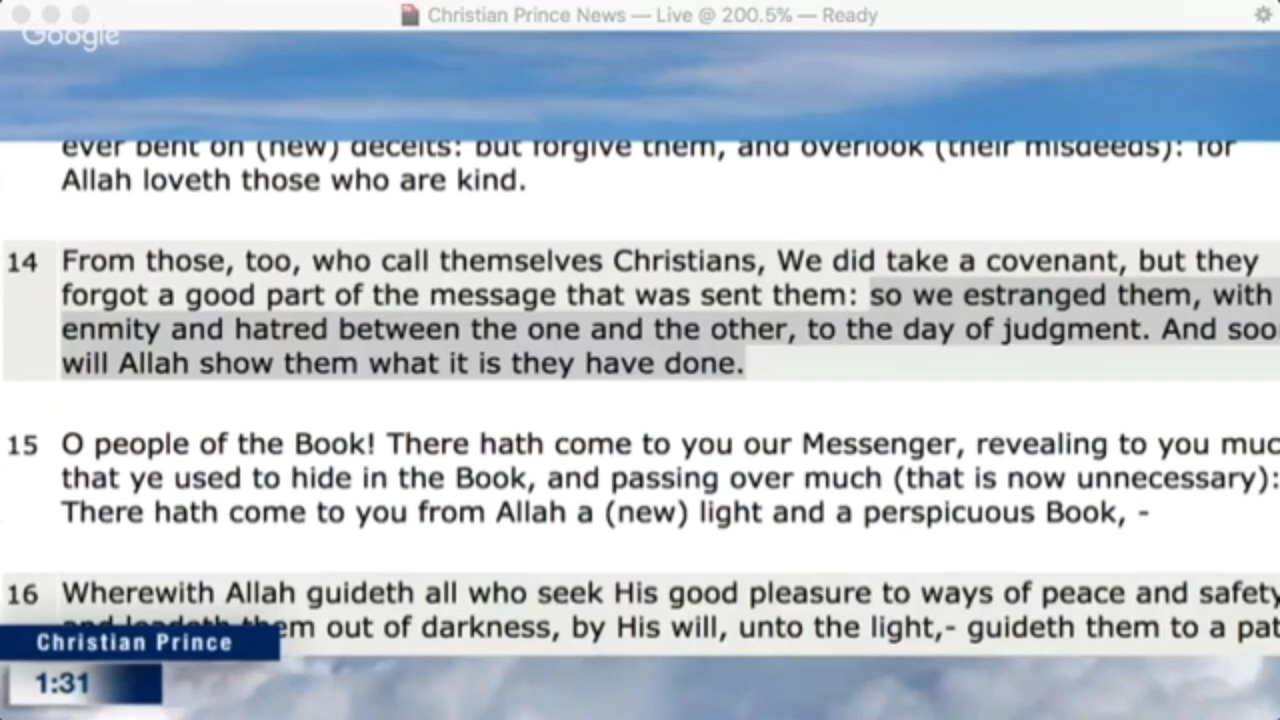 Christian Prince News — Live @ 200.5% — Ready
Google
ever bent on (new) deceits: but forgive them, and overlook (their misdeeds): for
Allah loveth those who are kind.
14 From those, too, who call themselves Christians, We did take a covenant, but they
forgot a good part of the message that was sent them: so we estranged them, with
enmity and hatred between the one and the other, to the day of judgment. And soo
will Allah show them what it is they have done.
15 O people of the Book! There hath come to you our Messenger, revealing to you muc
that ye used to hide in the Book, and passing over much (that is now unnecessary):
There hath come to you from Allah a (new) light and a perspicuous Book, -
16 Wherewith Allah guideth all who seek His good pleasure to ways of peace and safety
and leadeth them out of darkness, by His will, unto the light,- guideth them to a pat
Christian Prince
1:31